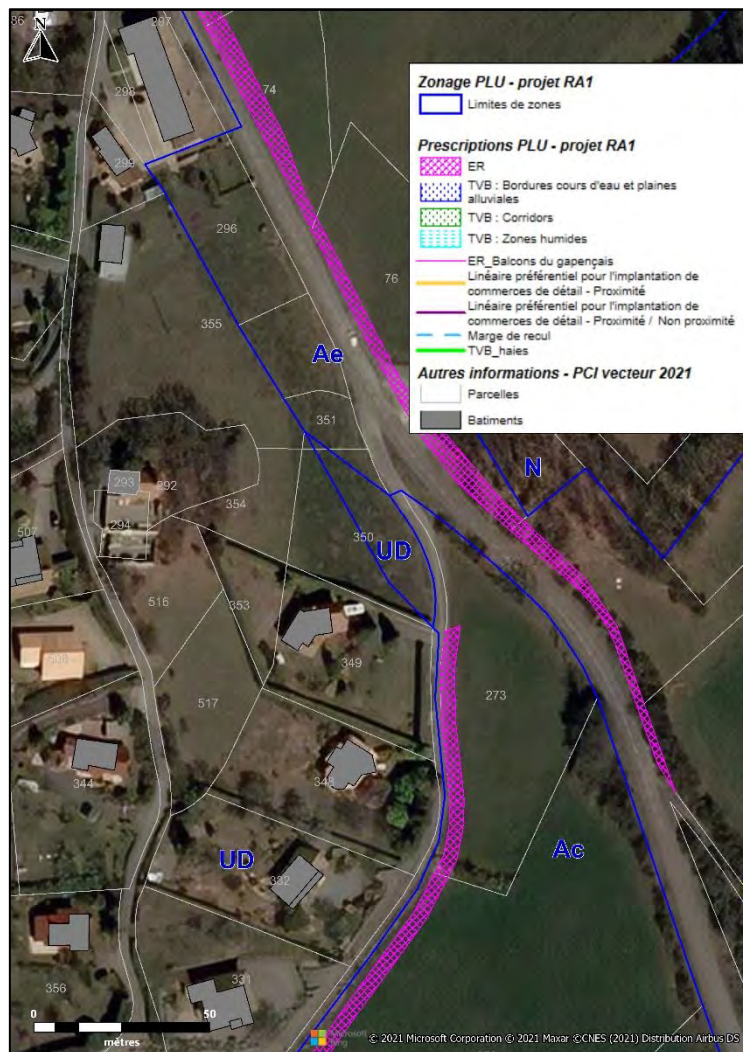 86
297
N
298
74
299
296
76
355
Ae
351
N
293
292
354
294
350
UD
507
516
353
349
517
273
344
348
UD
332
Ac
356
331
Zonage PLU - projet RA1
Limites de zones
Prescriptions PLU - projet RA1
ER
TVB : Bordures cours d'eau et plaines
alluviales
TVB : Corridors
TVB : Zones humides
ER_Balcons du gapençais
Linéaire préférentiel pour l'implantation de
commerces de détail - Proximité
Linéaire préférentiel pour l'implantation de
commerces de détail - Proximité / Non proximité
Marge de recul
TVB_haies
Autres informations - PCI vecteur 2021
Parcelles
Batiments
0 50
mètres
Microsoft
Bing
© 2021 Microsoft Corporation © 2021 Maxar ©CNES (2021) Distribution Airbus DS